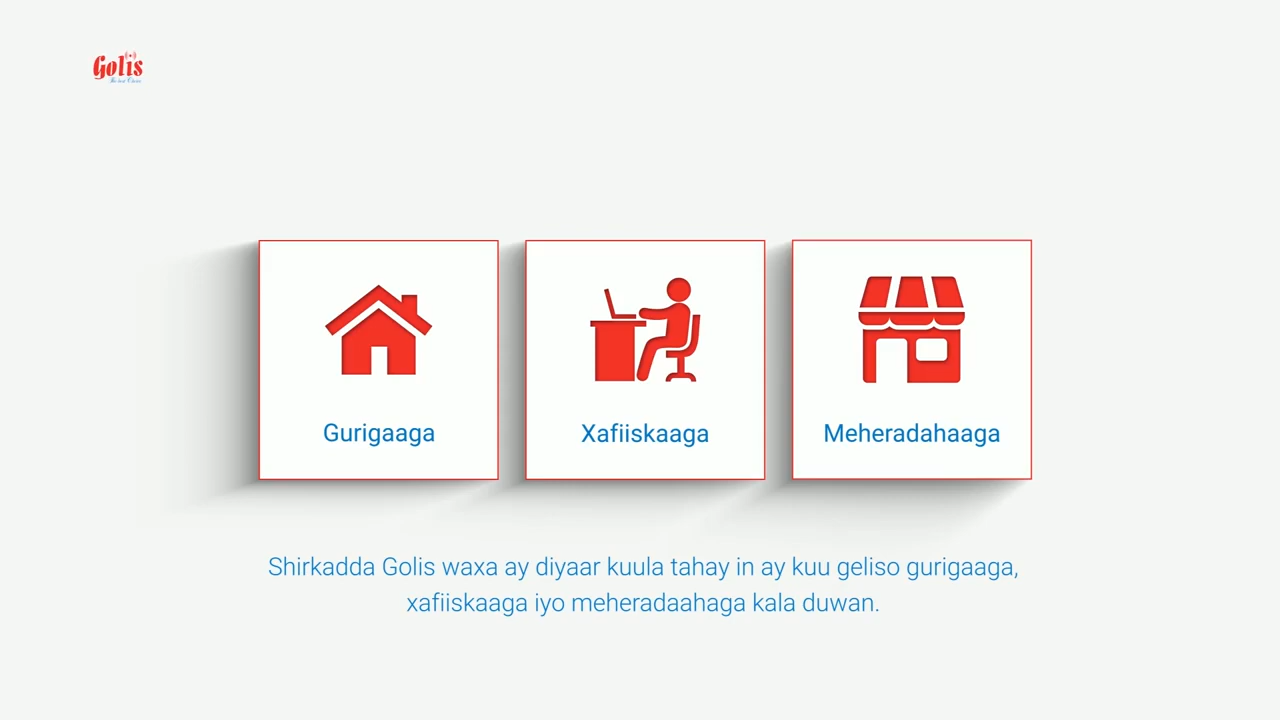 Golis
Gurigaaga
Xafiiskaaga
Meheradahaaga
Shirkadda Golis waxa ay diyaar kuula tahay in ay kuu geliso gurigaaga,
xafiiskaaga iyo meheradaahaga kala duwan.